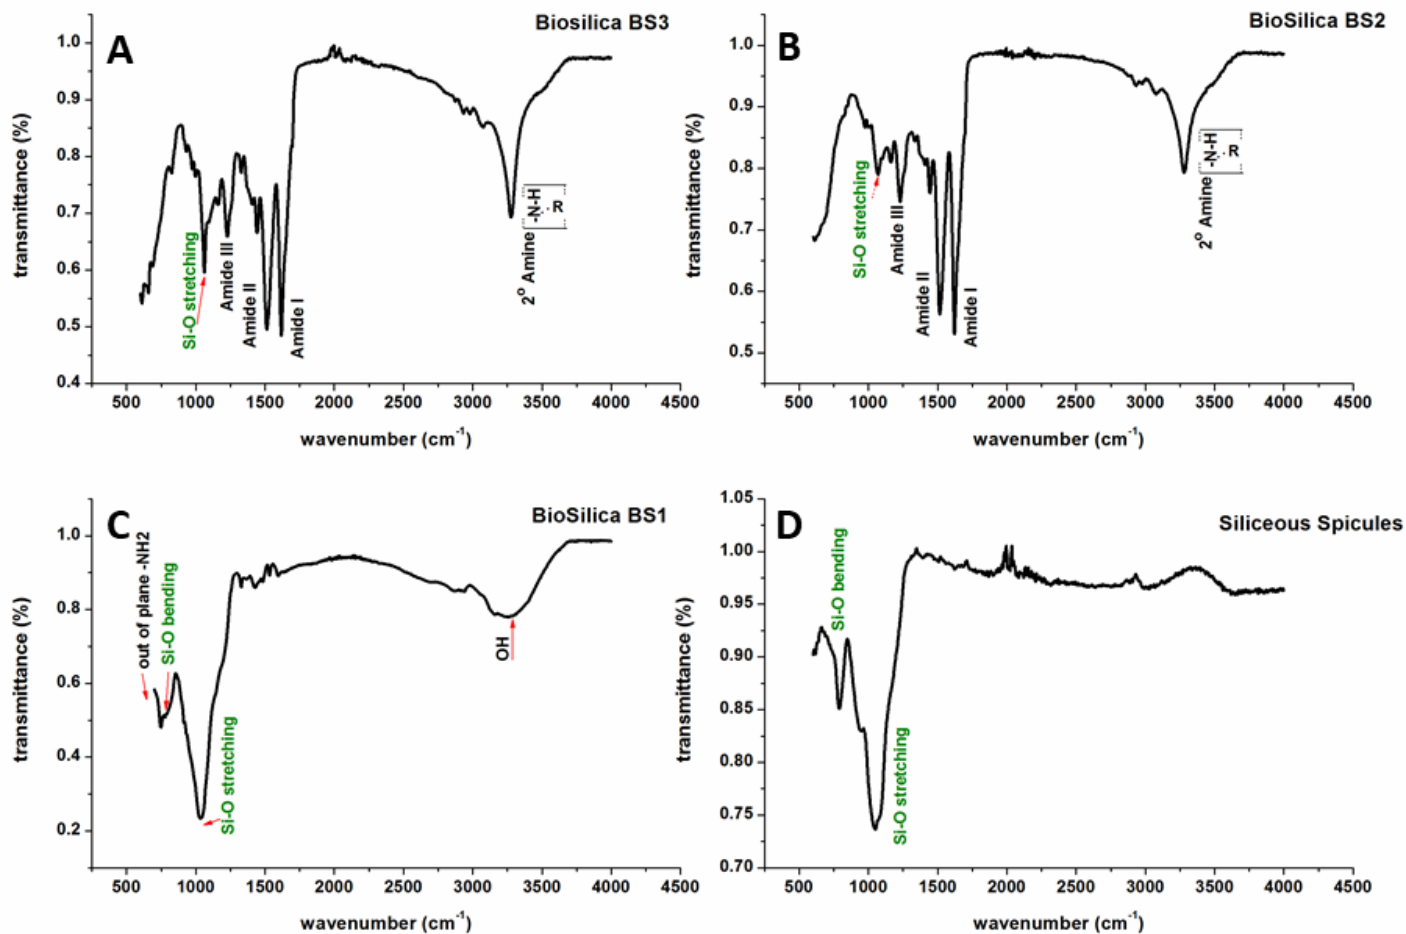 A
Biosilica BS3
transmittance (%)
1.0
0.9
0.8
0.7
0.6
0.5
0.4
Si-O stretching
Amide III
Amide II
Amide I
2o Amine
-N-H
R
500 1000 1500 2000 2500 3000 3500 4000 4500
wavenumber (cm-1)
B
BioSilica BS2
transmittance (%)
1.0
0.9
0.8
0.7
0.6
0.5
Si-O stretching
Amide III
Amide II
Amide I
2o Amine
-N-H
R
500 1000 1500 2000 2500 3000 3500 4000 4500
wavenumber (cm-1)
C
BioSilica BS1
transmittance (%)
1.0
0.8
0.6
0.4
0.2
out of plane -NH2
Si-O bending
Si-O stretching
OH
500 1000 1500 2000 2500 3000 3500 4000 4500
wavenumber (cm-1)
D
Siliceous Spicules
transmittance (%)
1.05
1.00
0.95
0.90
0.85
0.80
0.75
0.70
Si-O bending
Si-O stretching
500 1000 1500 2000 2500 3000 3500 4000 4500
wavenumber (cm-1)